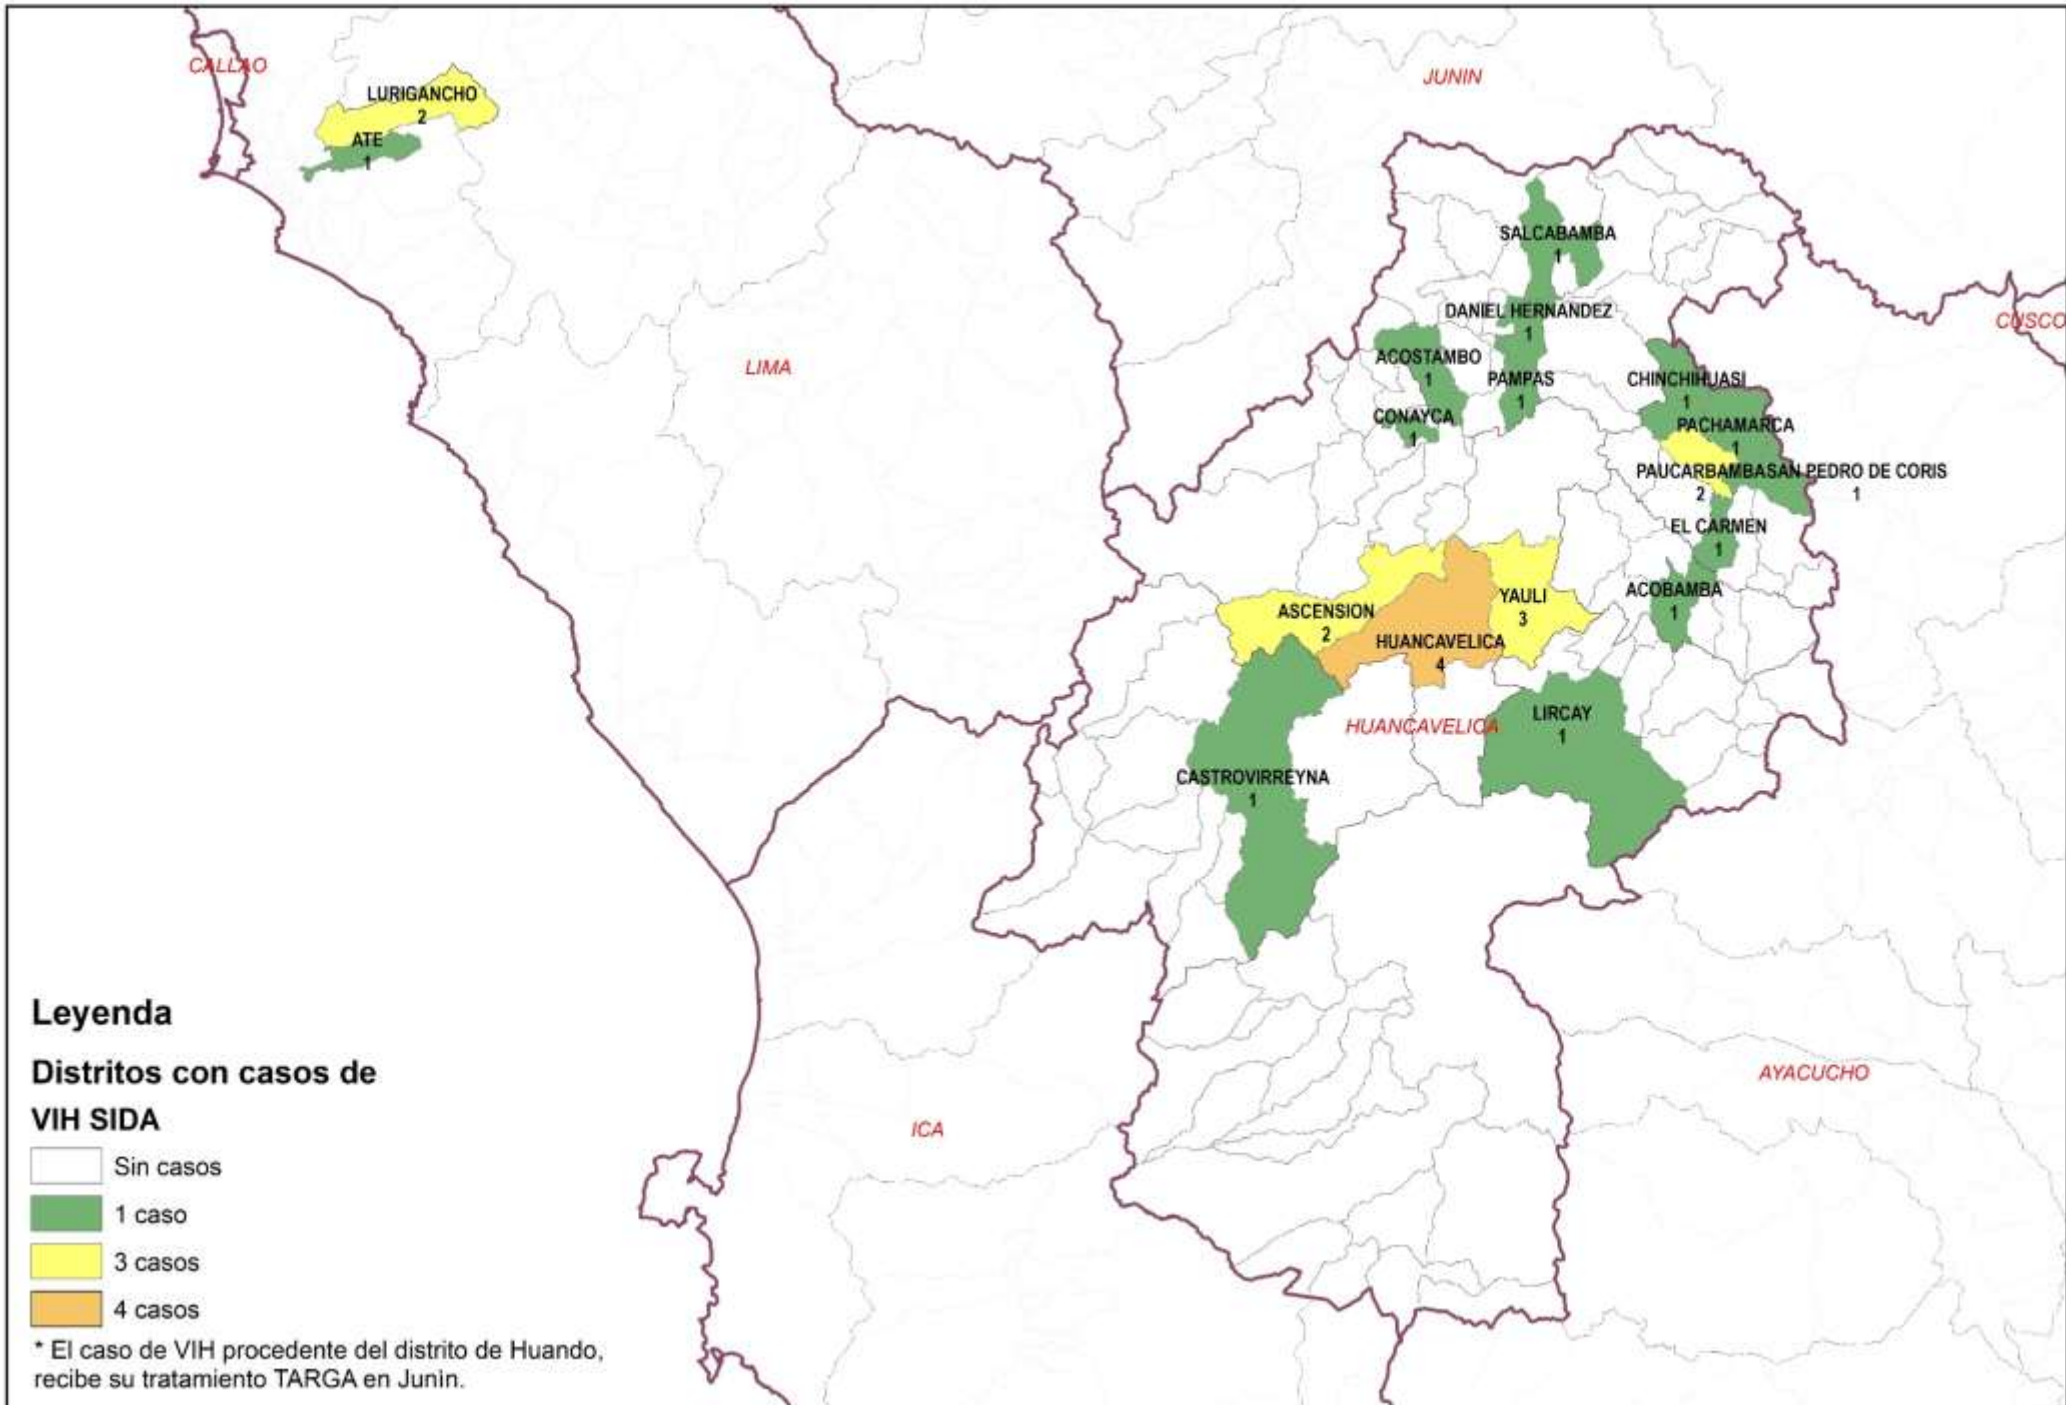 CALLAO
JUNIN
LURIGANCHO
2
ATE
1
SALCABAMBA
1
DANIEL HERNANDEZ
1
CUSCO
LIMA
ACOSTAMBO
1
PAMPAS
1
CHINCHIHUASI
1
CONAYCA
1
PACHAMARCA
1
PAUCARBAMBA
2
SAN PEDRO DE CORIS
1
EL CARMEN
1
ACOBAMBA
1
YAULI
3
ASCENSION
2
HUANCAVELICA
4
LIRCAY
1
HUANCAVELICA
CASTROVIRREYNA
1
AYACUCHO
ICA
Leyenda
Distritos con casos de
VIH SIDA
Sin casos
1 caso
3 casos
4 casos
* El caso de VIH procedente del distrito de Huando,
recibe su tratamiento TARGA en Junin.